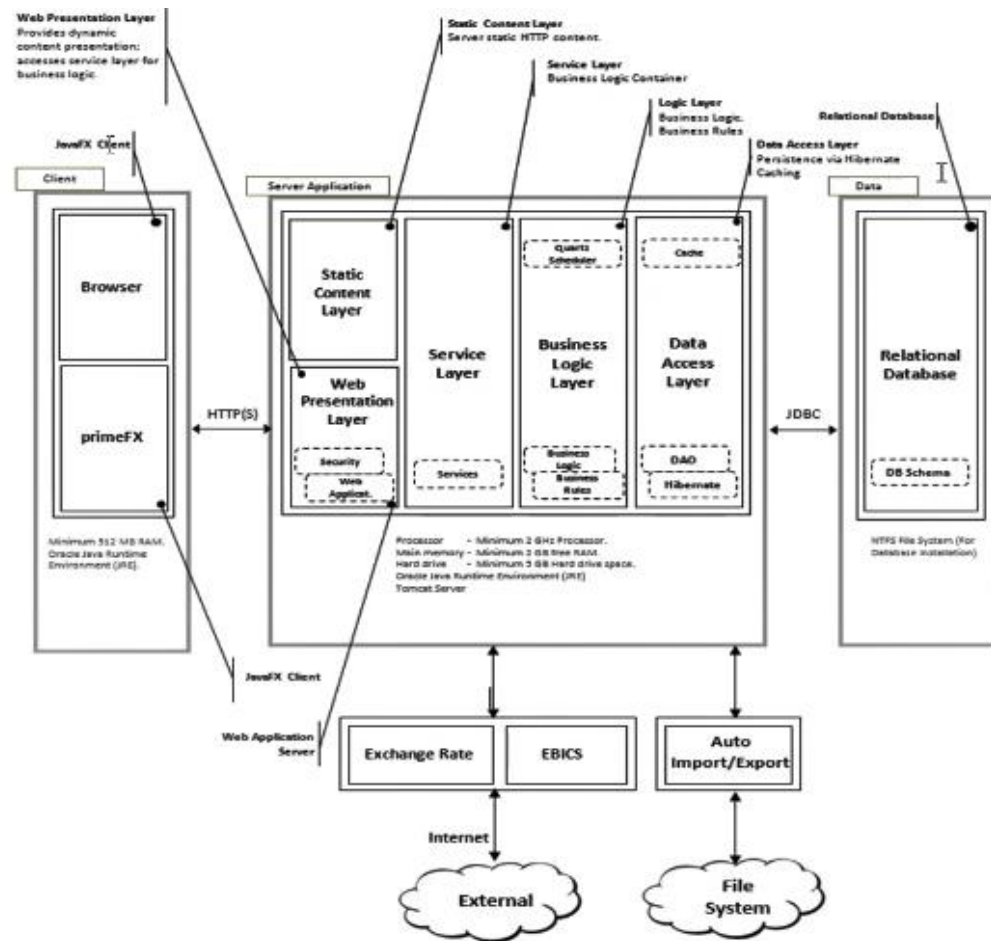 Web Presentation Layer
Provides dynamic
content presentation;
accesses service layer for
business logic.
Static Content Layer
Server static HTTP content.
Service Layer
Business Logic Container
Logic Layer
Business Logic.
Business Rules
Relational Database
JavaFX Client
Data Access Layer
Persistence via Hibernate
Caching
Client
Server Application
Data
Browser
primeFX
Minimum 512 MB RAM.
Oracle Java Runtime
Environment (JRE).
HTTP(S)
Static
Content
Layer
Web
Presentation
Layer
Security
Web
Applicat.
Service
Layer
Services
Quartz
Scheduler
Business
Logic
Layer
Business
Logic
Business
Rules
Cache
Data
Access
Layer
DAO
Hibernate
Processor - Minimum 2 GHz Processor.
Main memory - Minimum 2 GB free RAM.
Hard drive - Minimum 5 GB Hard drive space.
Oracle Java Runtime Environment (JRE)
Tomcat Server
JDBC
Relational
Database
DB Schema
NTFS File System (For
Database Installation)
JavaFX Client
Web Application
Server
Exchange Rate
EBICS
Auto
Import/Export
Internet
External
File
System